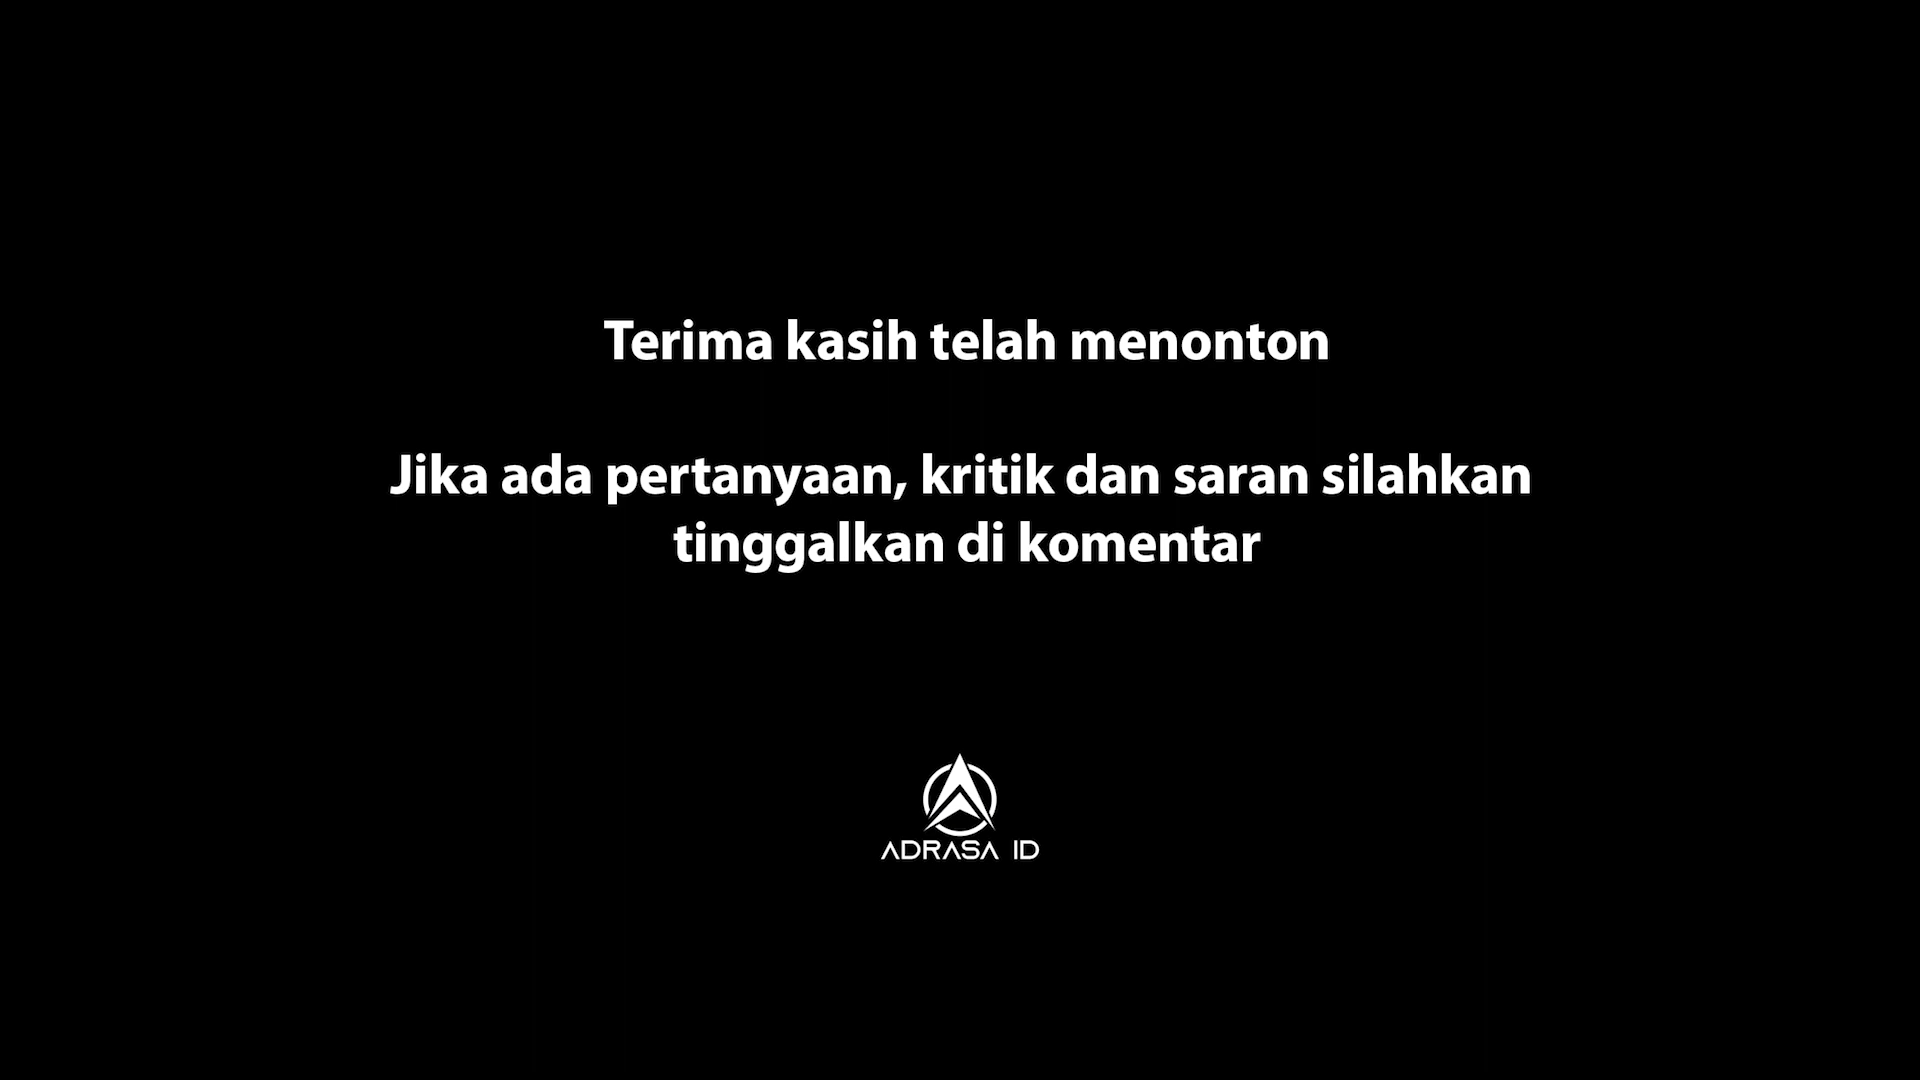 Terima kasih telah menonton
Jika ada pertanyaan, kritik dan saran silahkan
tinggalkan di komentar
ADRASA ID